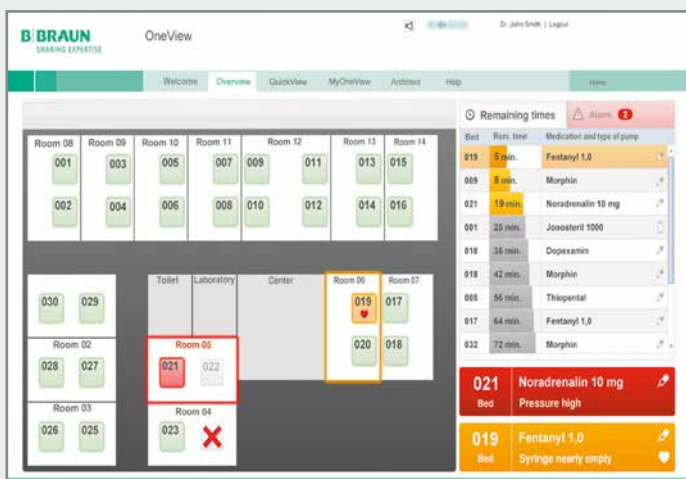 B BRAUN
SHARING EXPERTISE
OneView
Dr. John Smith | Logout
Welcome Overview QuickView MyOneView Architect Help
Remaining times Alarm 2
Bed Rem. time Medication and type of pump
019 5 min. Fentanyl 1,0
005 8 min. Morphin
021 19 min. Noradrenalin 10 mg
001 25 min. Jonosteril 1000
018 36 min. Dopexamin
018 42 min. Morphin
005 56 min. Thiopental
017 64 min. Fentanyl 1,0
032 72 min. Morphin
021 Noradrenalin 10 mg
Bed Pressure high
019 Fentanyl 1,0
Bed Syringe nearly empty
Room 08 Room 09 Room 10 Room 11 Room 12 Room 13 Room 14
001 003 005 007 009 011 013 015
002 004 006 008 010 012 014 016
Toilet Laboratory Center Room 06 Room 07
030 029 019 017
020 018
Room 02 Room 05
028 027 021 022
Room 03 Room 04
026 025 023